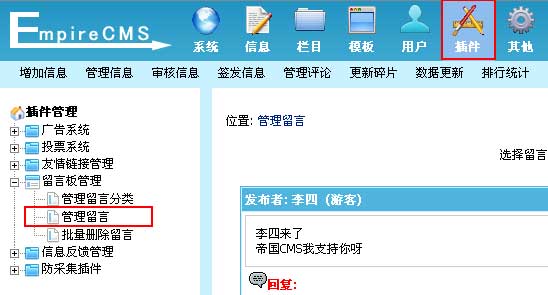 EmpireCMS
系统 信息 栏目 模板 用户 插件 其他
增加信息 管理信息 审核信息 签发信息 管理评论 更新碎片 数据更新 排行统计
插件管理
广告系统
投票系统
友情链接管理
留言板管理
管理留言分类
管理留言
批量删除留言
信息反馈管理
防采集插件
位置: 管理留言
选择留言
发布者: 李四 (游客)
李四来了
帝国CMS我支持你呀
回复: